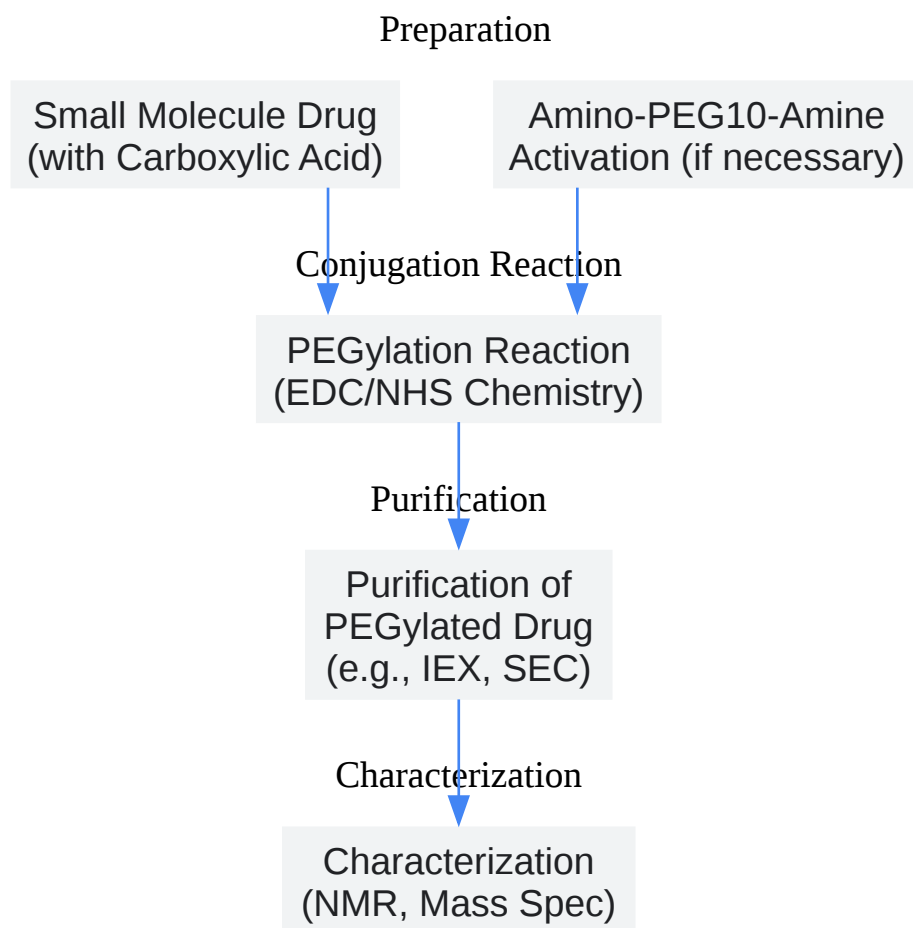 Preparation
Small Molecule Drug
(with Carboxylic Acid)
Amino-PEG10-Amine
Activation (if necessary)
Conjugation Reaction
PEGylation Reaction
(EDC/NHS Chemistry)
Purification
Purification of
PEGylated Drug
(e.g., IEX, SEC)
Characterization
Characterization
(NMR, Mass Spec)